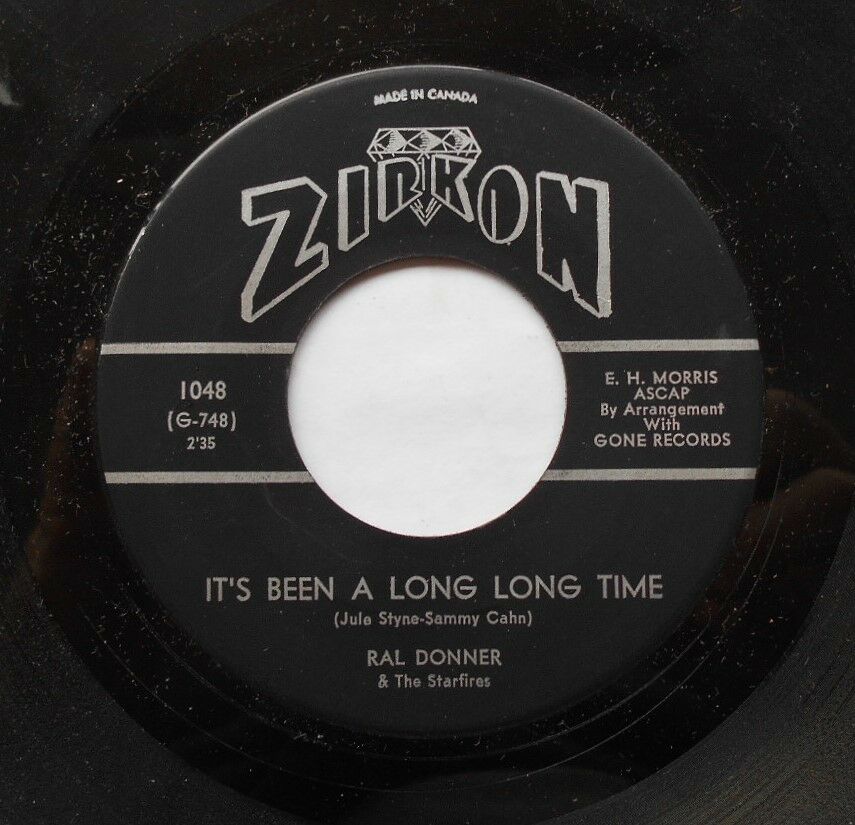 MADE IN CANADA
ZIRKON
1048
(G-748)
2'35
E. H. MORRIS
ASCAP
By Arrangement
With
GONE RECORDS
IT'S BEEN A LONG LONG TIME
(Jule Styne-Sammy Cahn)
RAL DONNER
& The Starfires